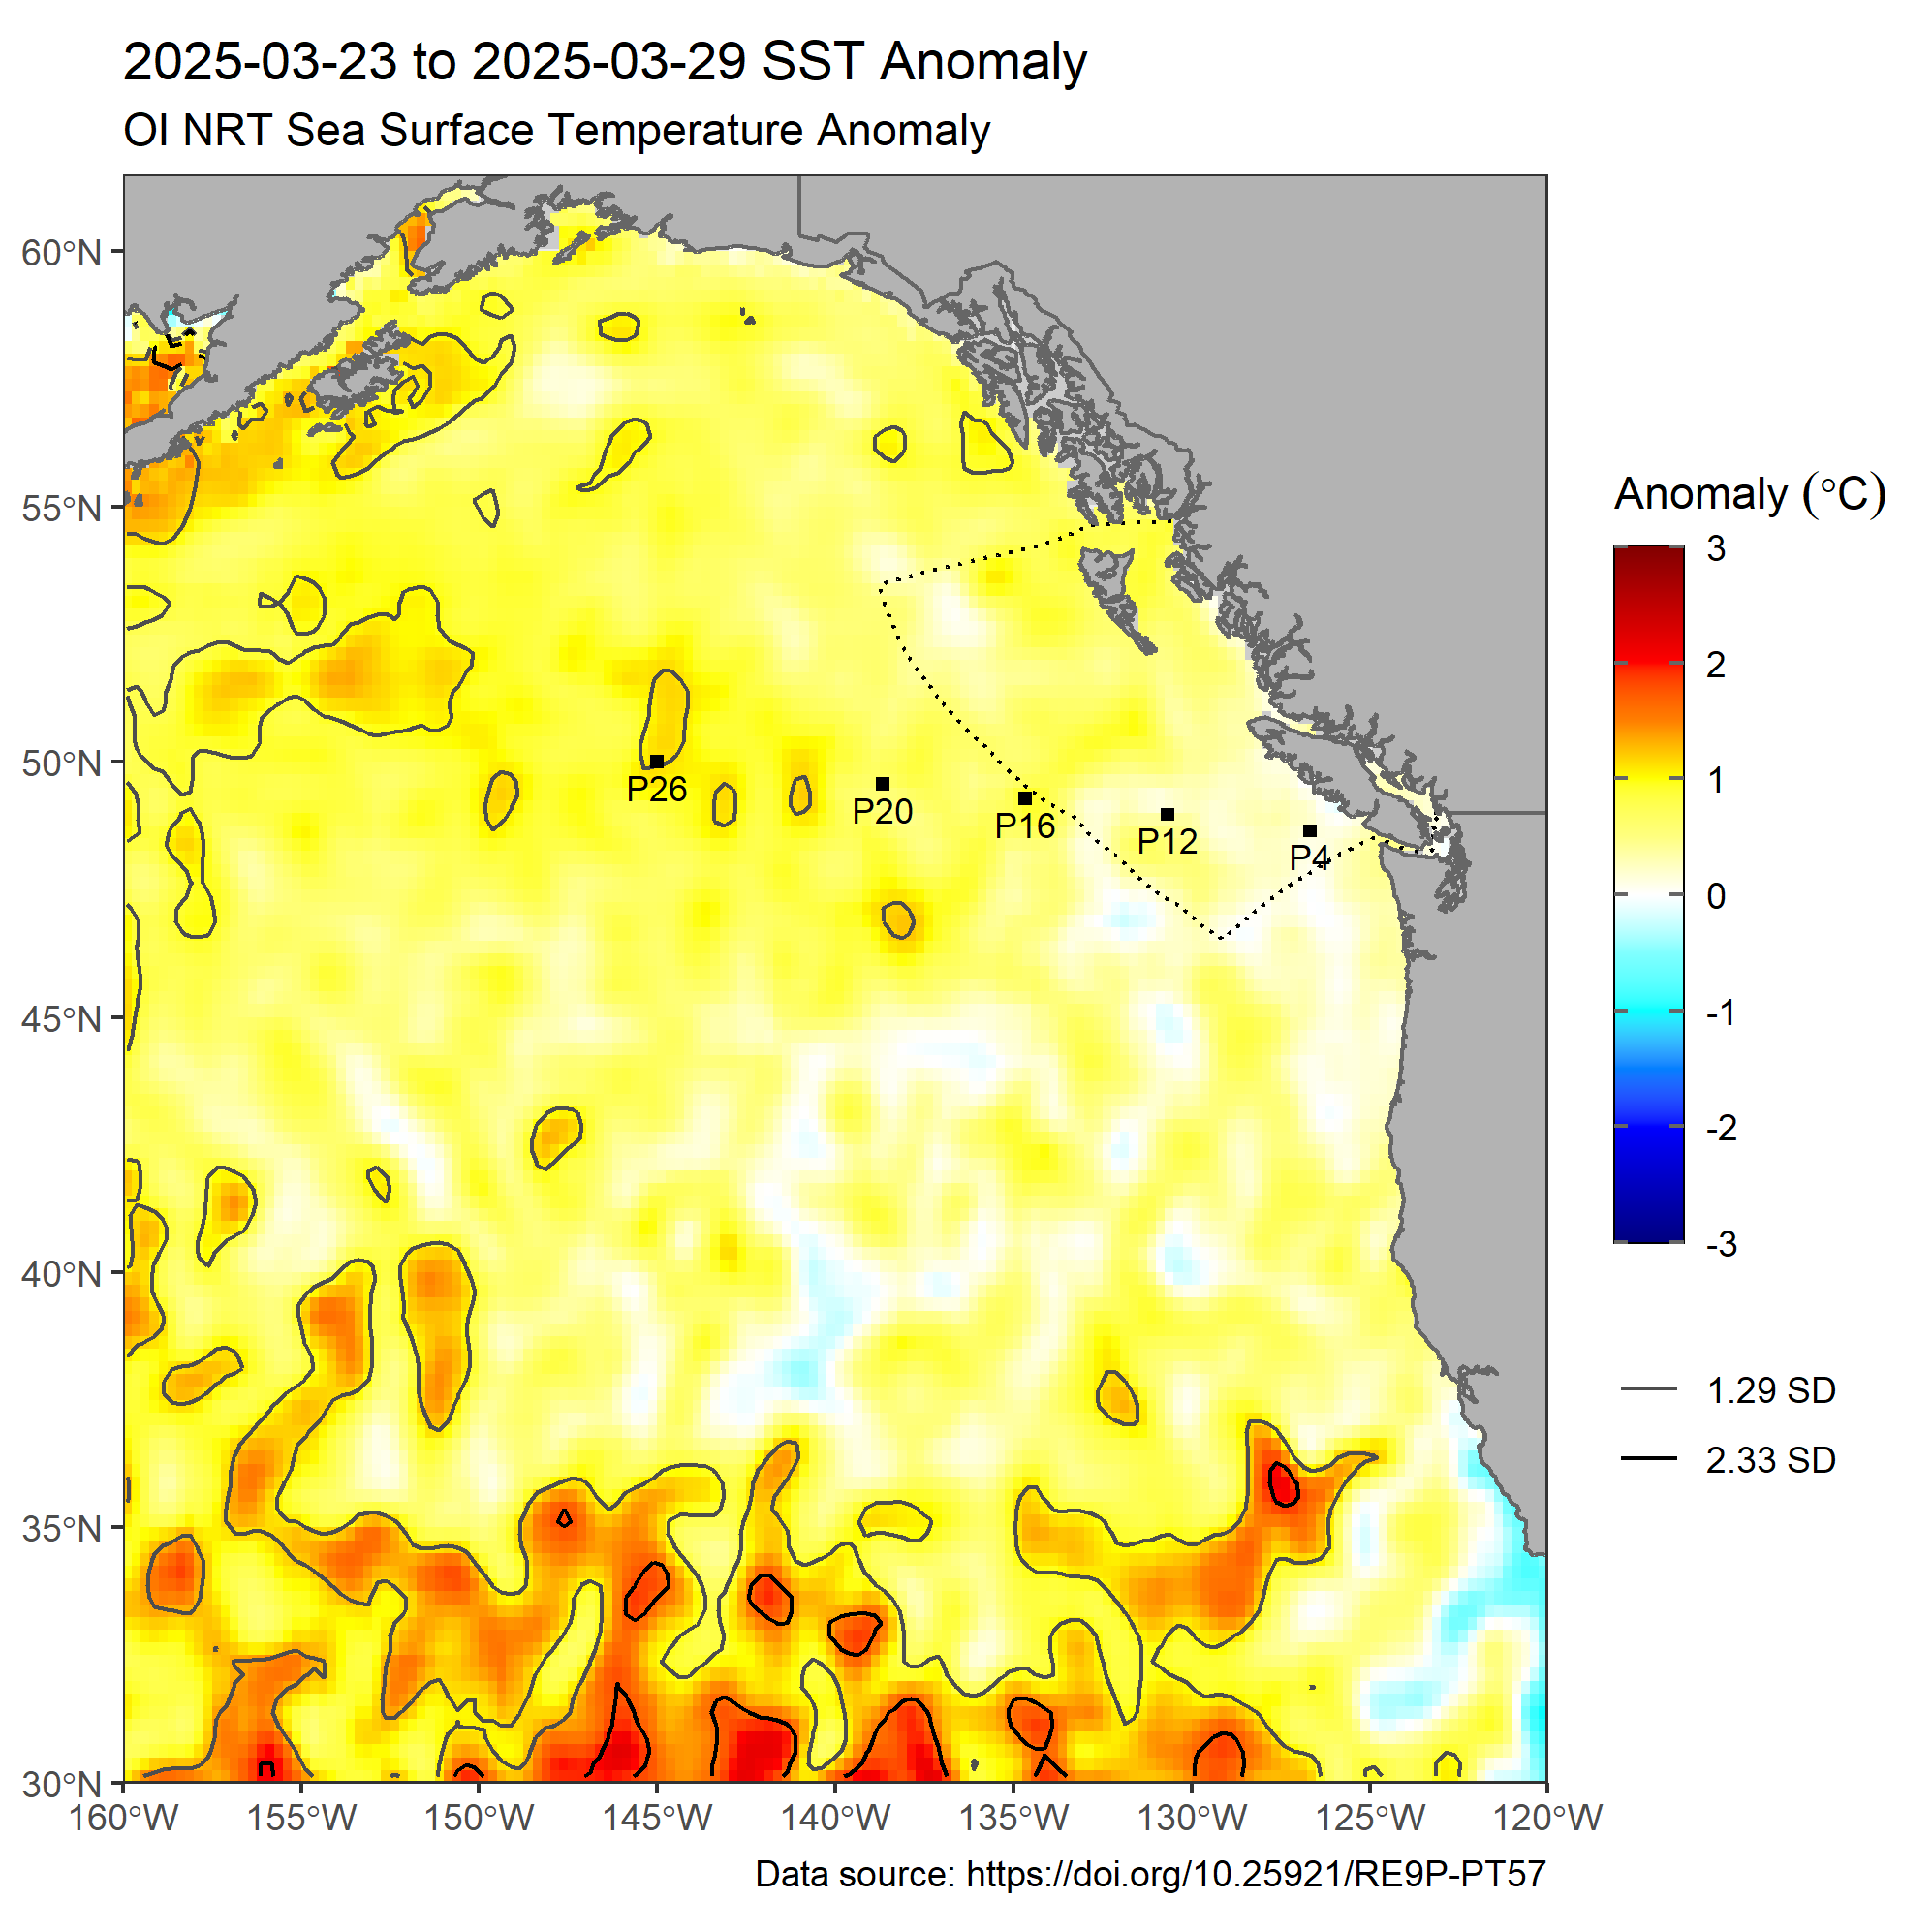 2025-03-23 to 2025-03-29 SST Anomaly
OI NRT Sea Surface Temperature Anomaly
60°N
55°N
50°N
45°N
40°N
35°N
30°N
P26
P20
P16
P12
P4
160°W
155°W
150°W
145°W
140°W
135°W
130°W
125°W
120°W
Anomaly (°C)
3
2
1
0
-1
-2
-3
1.29 SD
2.33 SD
Data source: https://doi.org/10.25921/RE9P-PT57